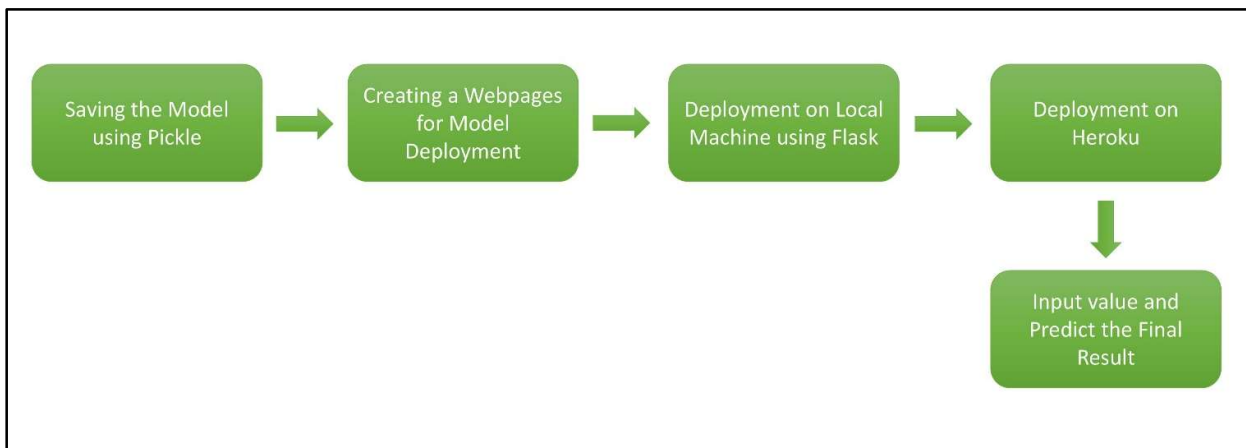 Saving the Model
using Pickle
Creating a Webpages
for Model
Deployment
Deployment on Local
Machine using Flask
Deployment on
Heroku
Input value and
Predict the Final
Result